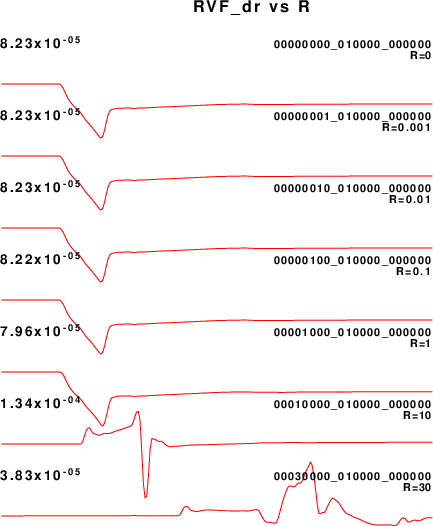 RVF_dr vs R
8.23x10-05 00000000_010000_000000
R=0
8.23x10-05 00000001_010000_000000
R=0.001
8.23x10-05 00000010_010000_000000
R=0.01
8.22x10-05 00000100_010000_000000
R=0.1
7.96x10-05 00001000_010000_000000
R=1
1.34x10-04 00010000_010000_000000
R=10
3.83x10-05 00030000_010000_000000
R=30